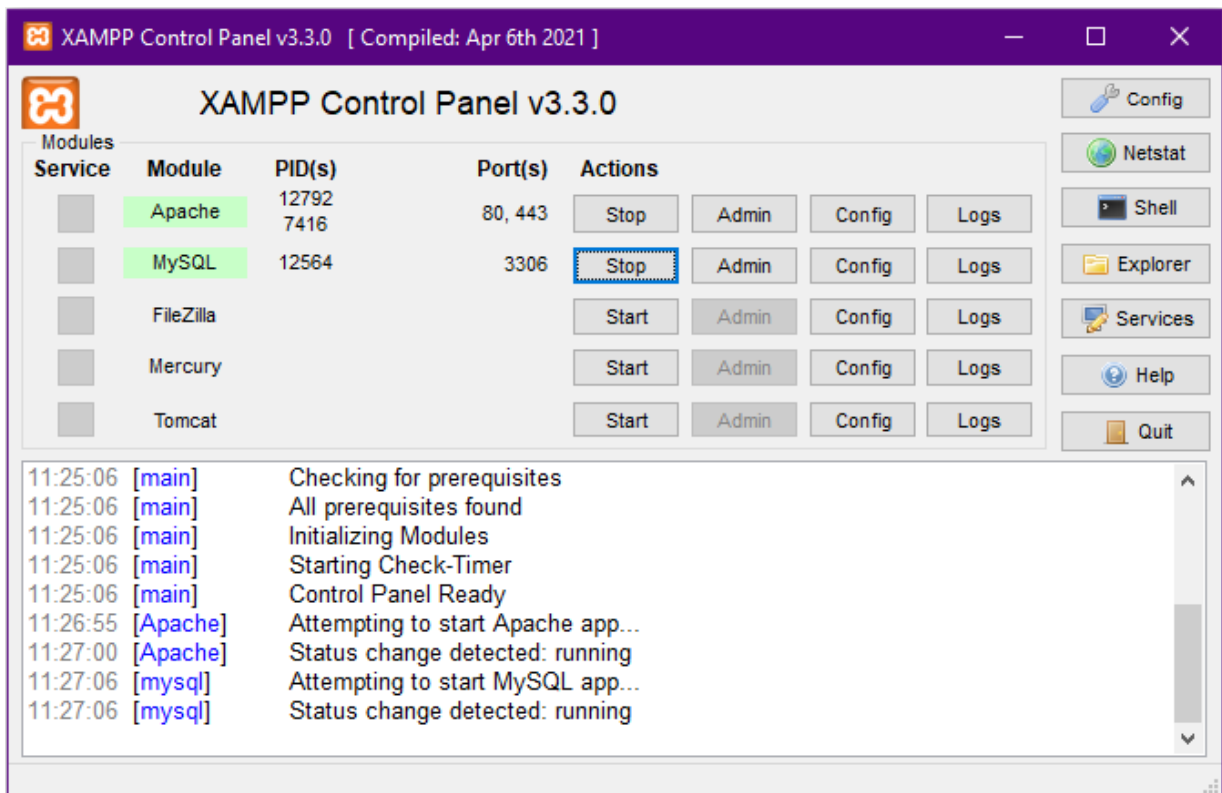 XAMPP Control Panel v3.3.0 [ Compiled: Apr 6th 2021 ]
XAMPP Control Panel v3.3.0
Config
Modules
Netstat
Service Module PID(s) Port(s) Actions
Apache 12792 7416 80, 443 Stop Admin Config Logs
Shell
MySQL 12564 3306 Stop Admin Config Logs
Explorer
FileZilla Start Admin Config Logs
Services
Mercury Start Admin Config Logs
Help
Tomcat Start Admin Config Logs
Quit
11:25:06 [main] Checking for prerequisites
11:25:06 [main] All prerequisites found
11:25:06 [main] Initializing Modules
11:25:06 [main] Starting Check-Timer
11:25:06 [main] Control Panel Ready
11:26:55 [Apache] Attempting to start Apache app...
11:27:00 [Apache] Status change detected: running
11:27:06 [mysql] Attempting to start MySQL app...
11:27:06 [mysql] Status change detected: running